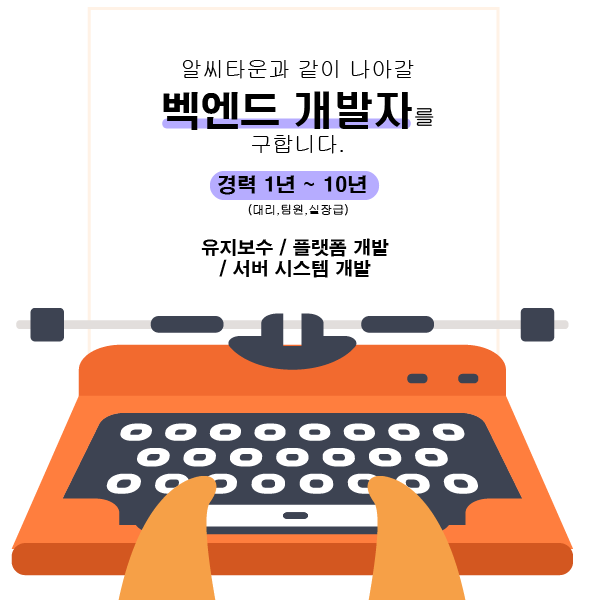 알씨타운과 같이 나아갈
벡엔드 개발자를
구합니다.
경력 1년 ~ 10년
(대리,팀원,실장급)
유지보수 / 플랫폼 개발
/ 서버 시스템 개발